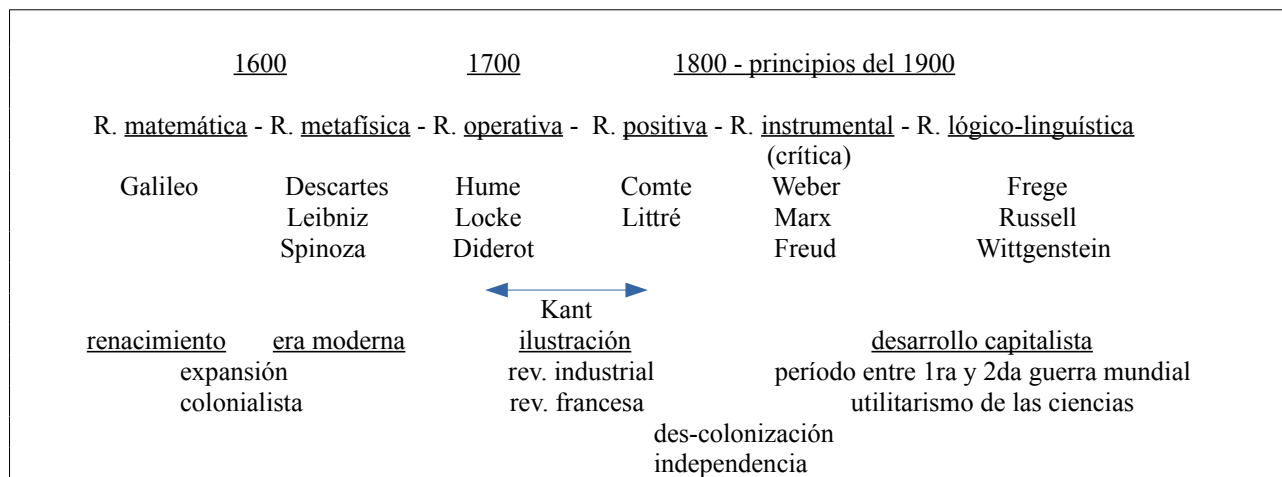 1600 1700 1800 - principios del 1900
R. matemática - R. metafísica - R. operativa - R. positiva - R. instrumental - R. lógico-linguística
(crítica)
Galileo Descartes Hume Comte Weber Frege
Leibniz Locke Littré Marx Russell
Spinoza Diderot Freud Wittgenstein
Kant
renacimiento era moderna ilustración desarrollo capitalista
expansión rev. industrial período entre 1ra y 2da guerra mundial
colonialista rev. francesa utilitarismo de las ciencias
des-colonización
independencia